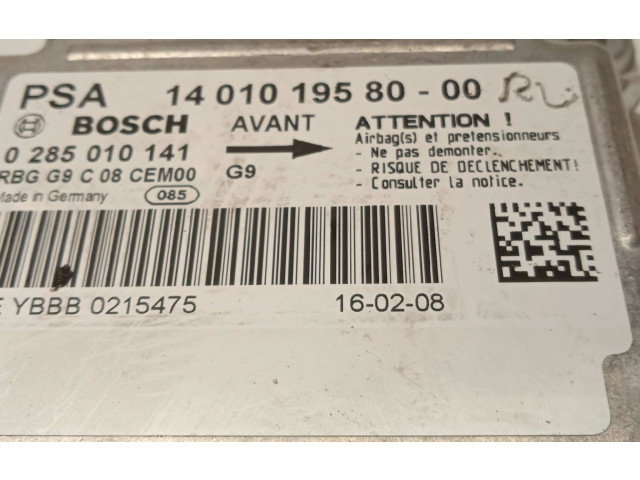 PSA 14 010 195 80 - 00
BOSCH AVANT
0 285 010 141
RBG G9 C 08 CEM00 G9
Made in Germany 085
ATTENTION !
Airbag(s) et pretensionneurs
- Ne pas demonter.
- RISQUE DE DECLENCHEMENT!
- Consulter la notice.
E YBBB 0215475 16-02-08